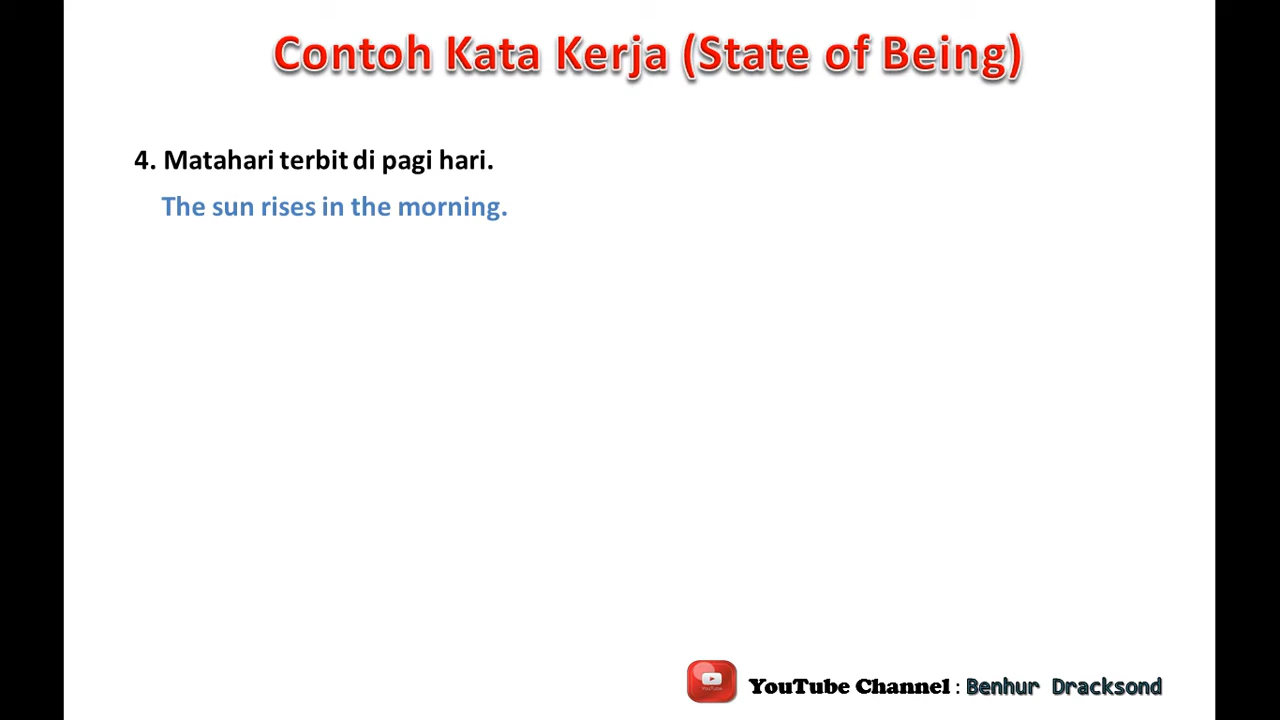 Contoh Kata Kerja (State of Being)
4. Matahari terbit di pagi hari.
The sun rises in the morning.
YouTube Channel : Benhur Dracksond